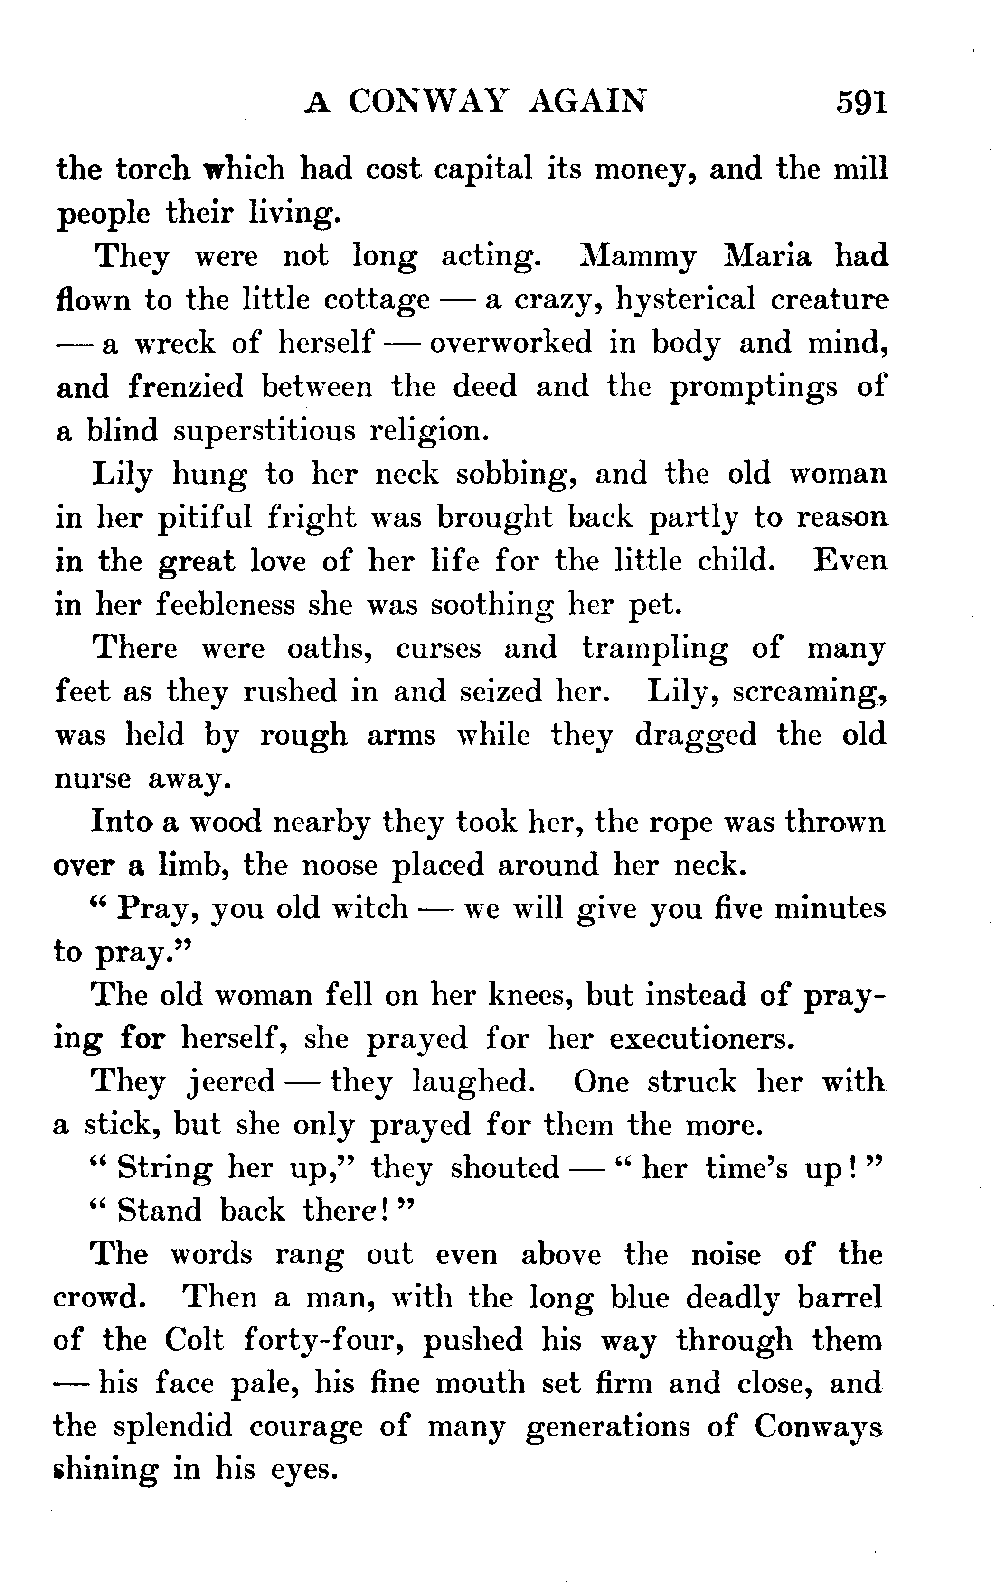 A CONWAY AGAIN 591
the torch which had cost capital its money, and the mill
people their living.
They were not long acting. Mammy Maria had
flown to the little cottage — a crazy, hysterical creature
— a wreck of herself — overworked in body and mind,
and frenzied between the deed and the promptings of
a blind superstitious religion.
Lily hung to her neck sobbing, and the old woman
in her pitiful fright was brought back partly to reason
in the great love of her life for the little child. Even
in her feebleness she was soothing her pet.
There were oaths, curses and trampling of many
feet as they rushed in and seized her. Lily, screaming,
was held by rough arms while they dragged the old
nurse away.
Into a wood nearby they took her, the rope was thrown
over a limb, the noose placed around her neck.
“ Pray, you old witch — we will give you five minutes
to pray.”
The old woman fell on her knees, but instead of pray-
ing for herself, she prayed for her executioners.
They jeered — they laughed. One struck her with
a stick, but she only prayed for them the more.
“ String her up,” they shouted — “ her time’s up! ”
“ Stand back there! ”
The words rang out even above the noise of the
crowd. Then a man, with the long blue deadly barrel
of the Colt forty-four, pushed his way through them
— his face pale, his fine mouth set firm and close, and
the splendid courage of many generations of Conways
shining in his eyes.